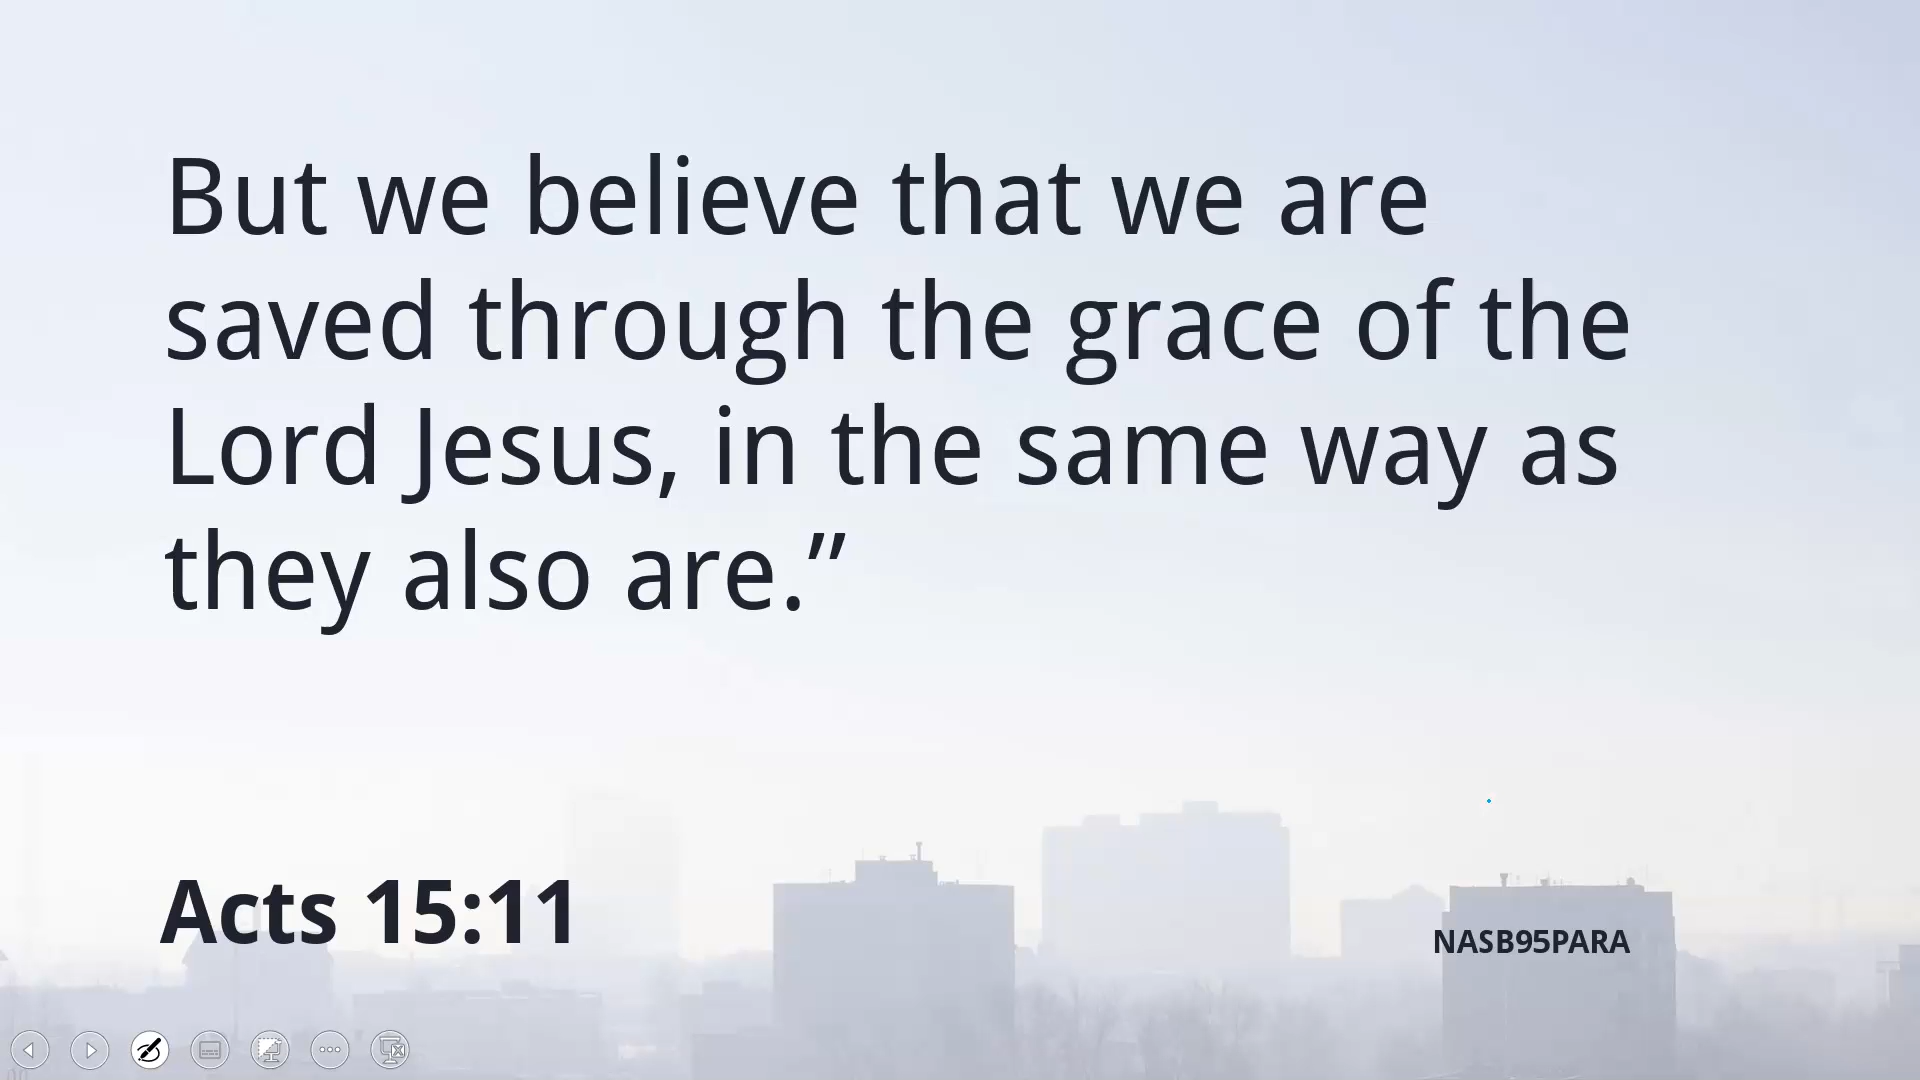 But we believe that we are
saved through the grace of the
Lord Jesus, in the same way as
they also are.”
Acts 15:11
NASB95PARA